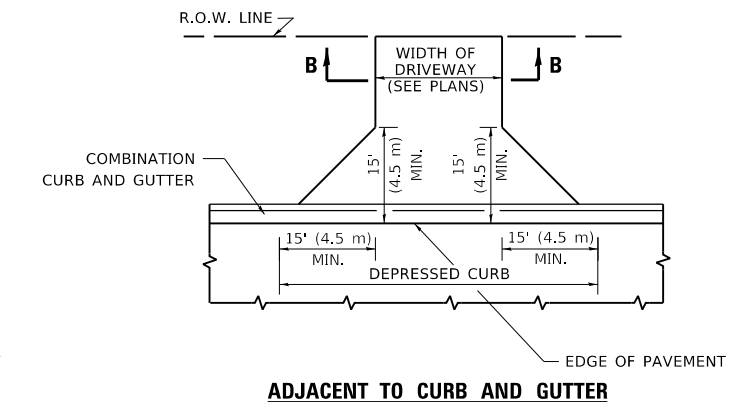 R.O.W. LINE
B
WIDTH OF
DRIVEWAY
(SEE PLANS)
B
COMBINATION
CURB AND GUTTER
15'
(4.5 m)
MIN.
15'
(4.5 m)
MIN.
15' (4.5 m)
MIN.
15' (4.5 m)
MIN.
DEPRESSED CURB
EDGE OF PAVEMENT
ADJACENT TO CURB AND GUTTER